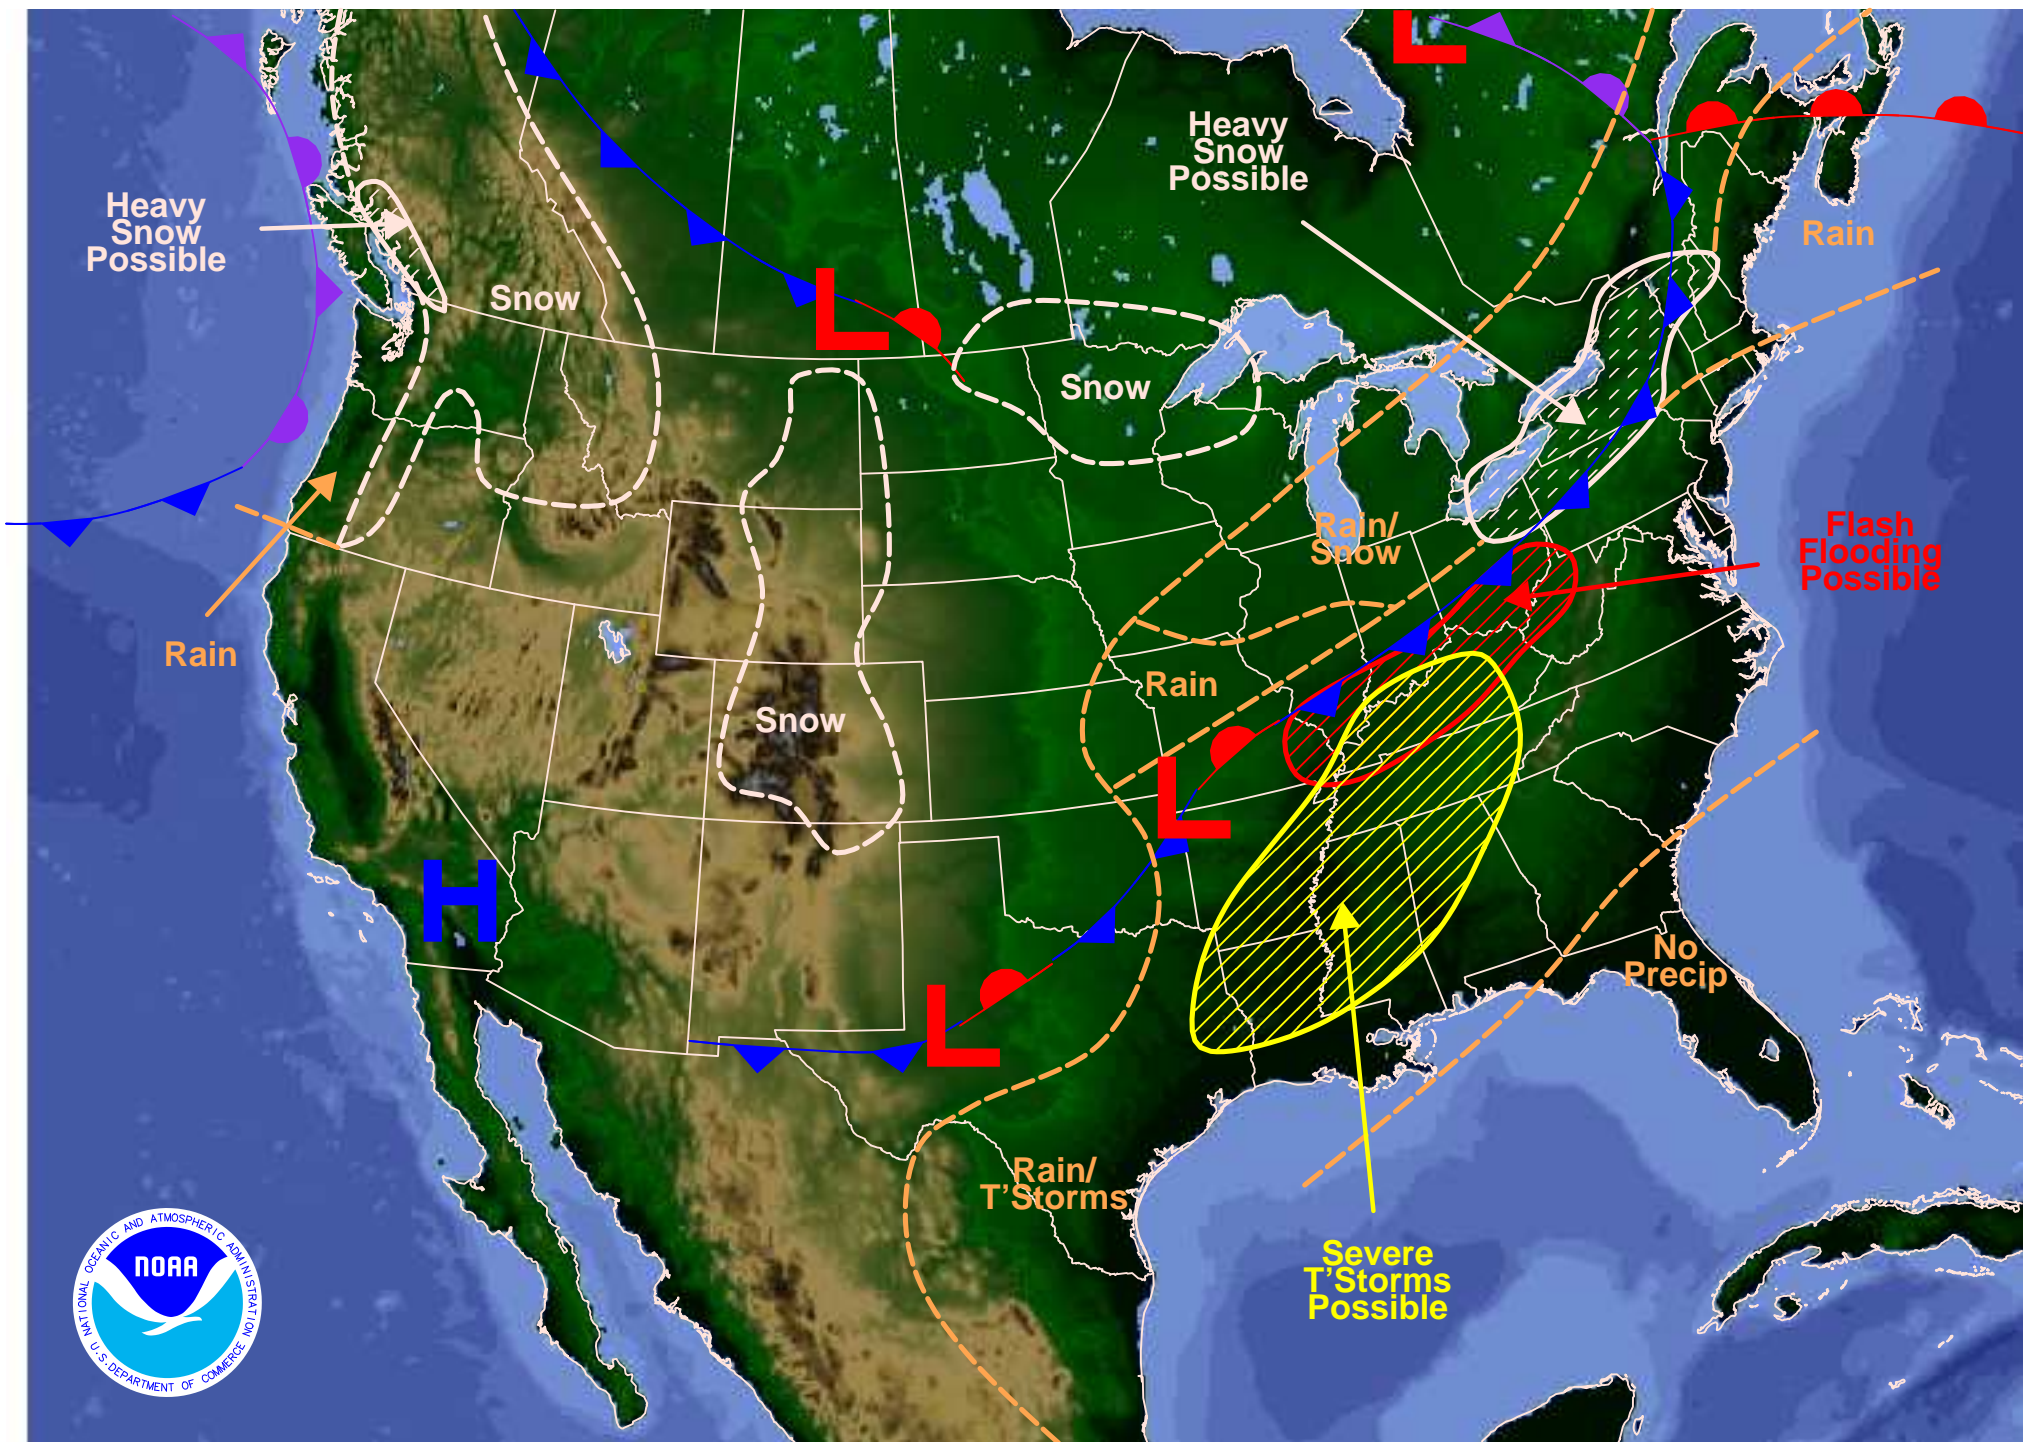 Heavy
Snow
Possible
Heavy
Snow
Possible
Rain
Snow
Snow
Rain/
Snow
Flash
Flooding
Possible
Rain
Rain
Snow
L
L
L
L
H
No
Precip
Rain/
T'Storms
Severe
T'Storms
Possible
NATIONAL OCEANIC AND ATMOSPHERIC ADMINISTRATION
NOAA
U.S. DEPARTMENT OF COMMERCE